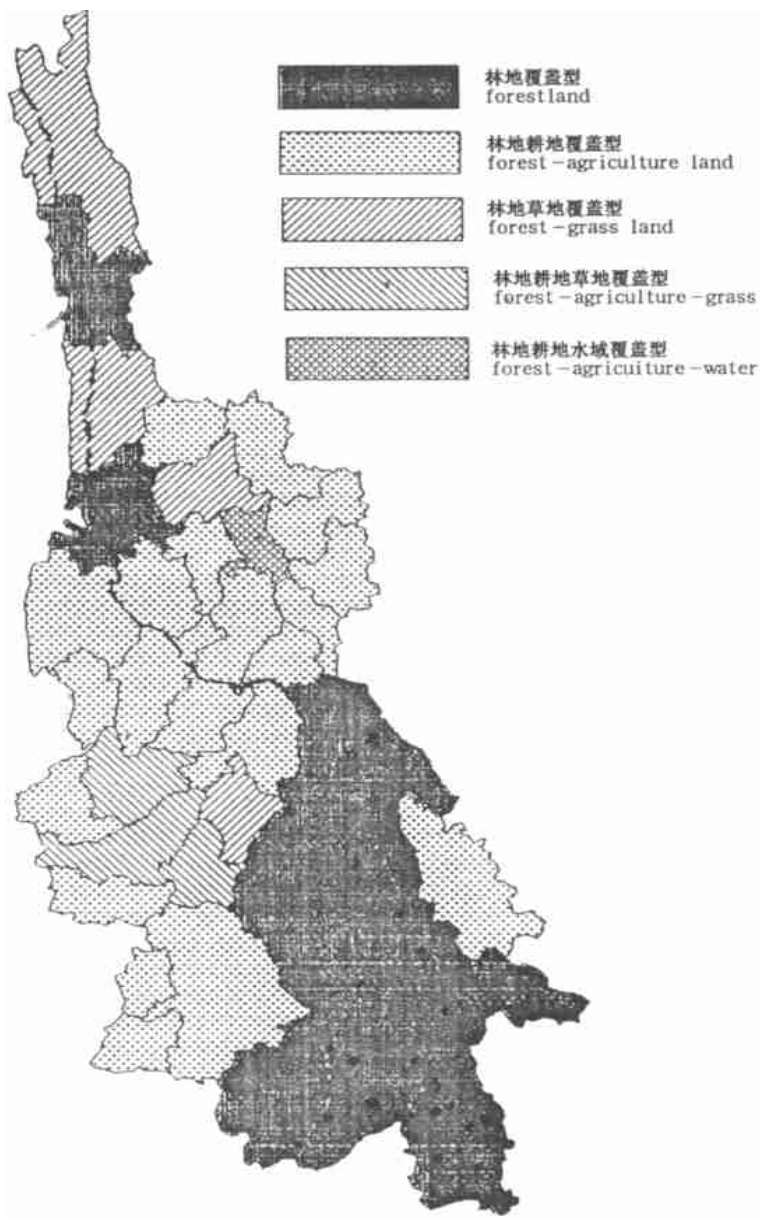 林地覆盖型
forestland
林地耕地覆盖型
forest-agriculture land
林地草地覆盖型
forest-grass land
林地耕地草地覆盖型
forest-agriculture-grass
林地耕地水域覆盖型
forest-agricuiture-water